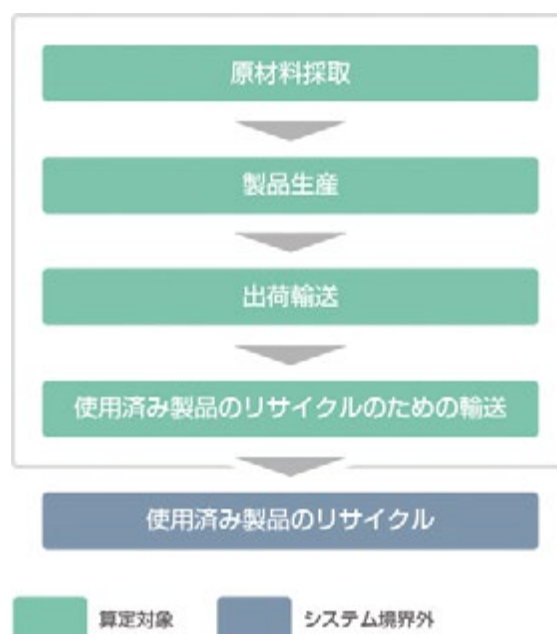 原材料採取
製品生産
出荷輸送
使用済み製品のリサイクルのための輸送
使用済み製品のリサイクル
算定対象
システム境界外